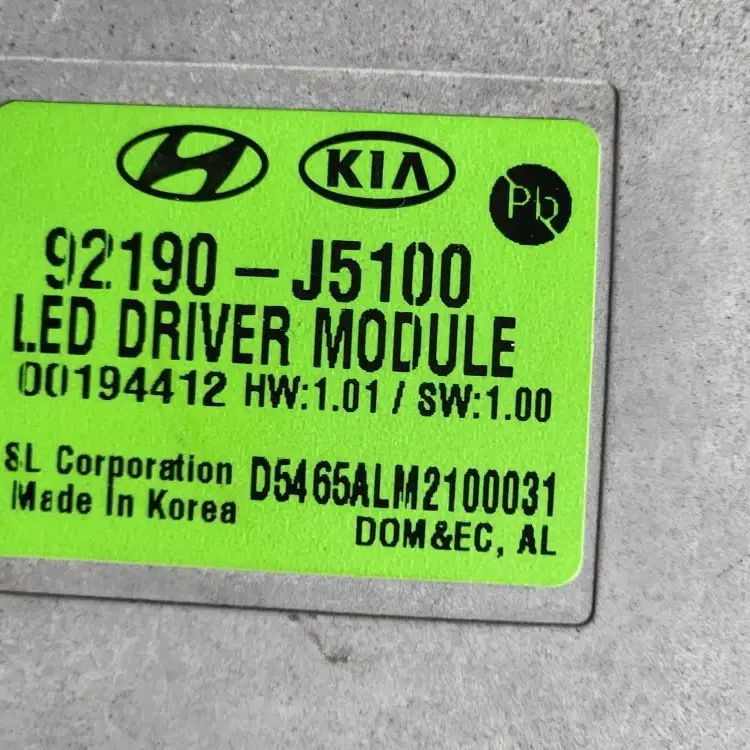 KIA
Pb
92190-J5100
LED DRIVER MODULE
00194412 HW:1.01 / SW:1.00
SL Corporation
Made In Korea
D5465ALM2100031
DOM&EC, AL